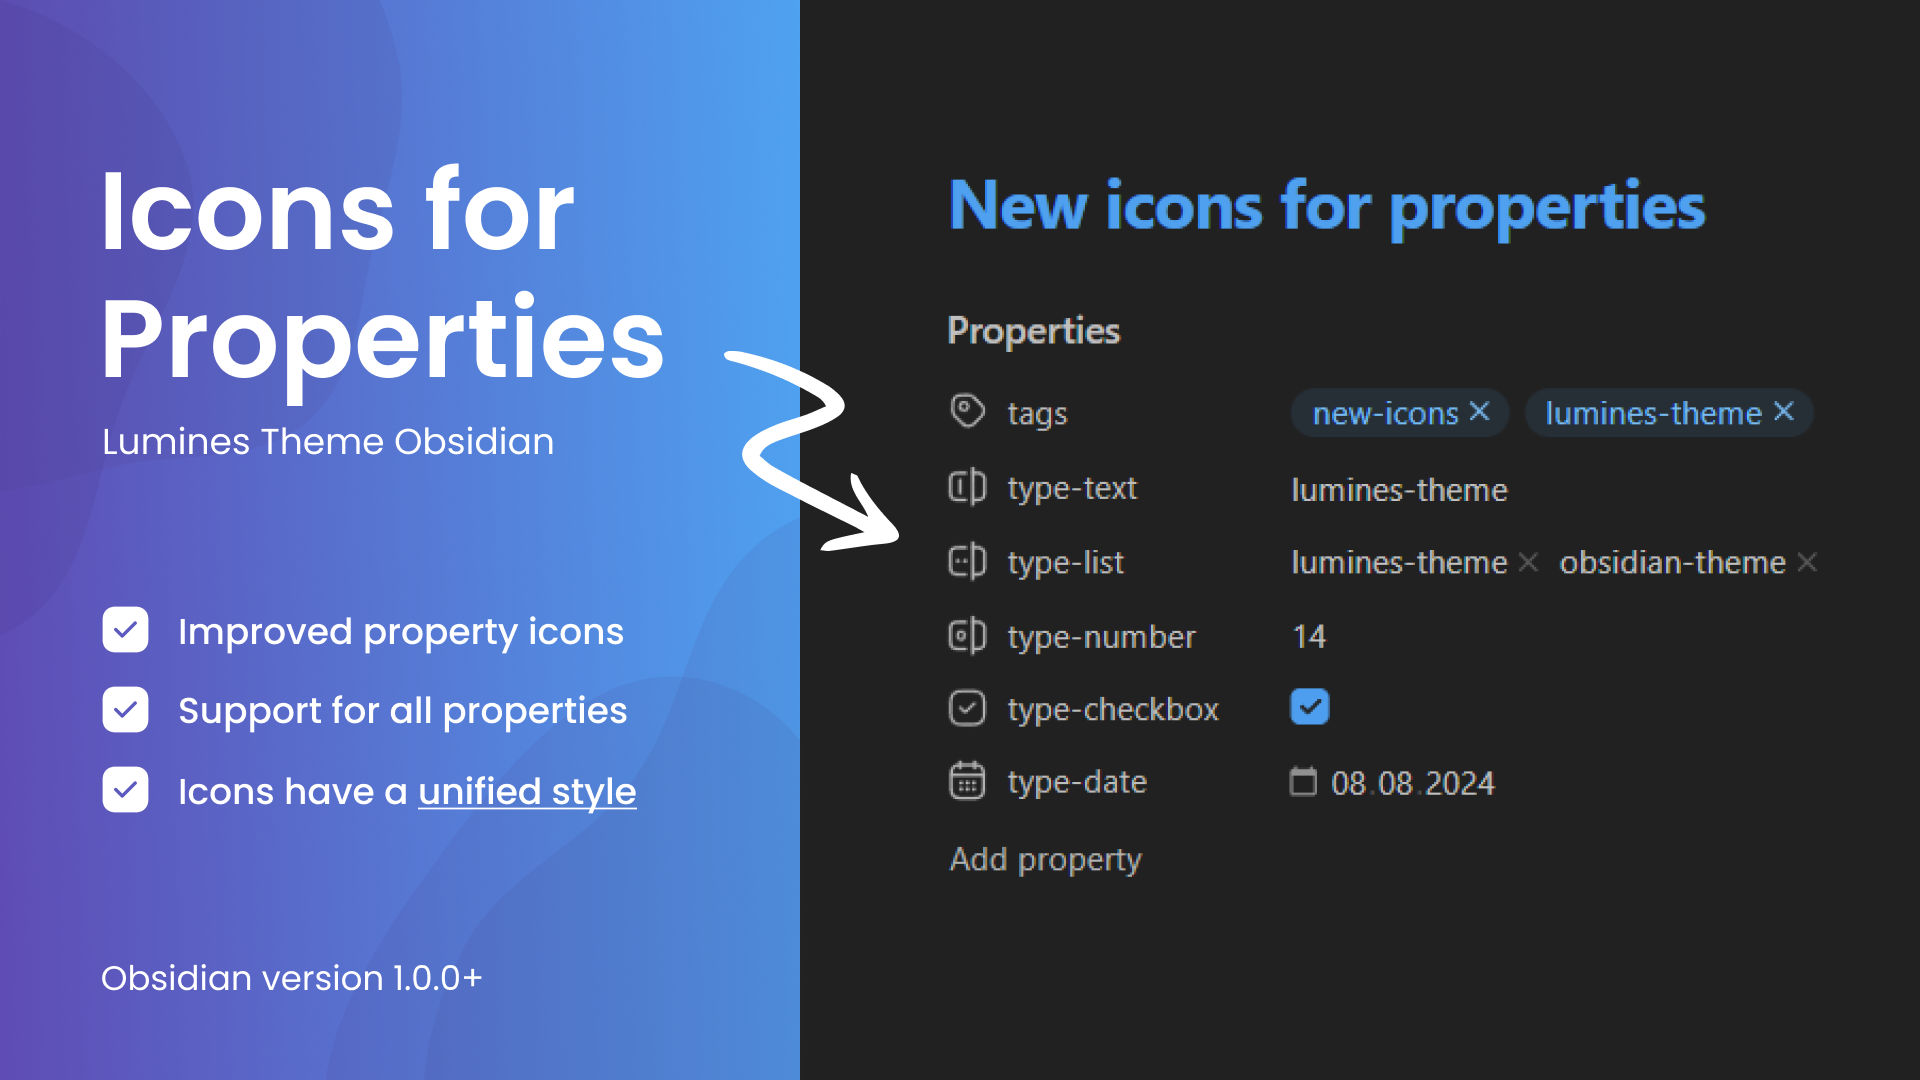 Icons for
Properties
Lumines Theme Obsidian
Improved property icons
Support for all properties
Icons have a unified style
Obsidian version 1.0.0+
New icons for properties
Properties
tags new-icons lumines-theme
type-text lumines-theme
type-list lumines-theme obsidian-theme
type-number 14
type-checkbox
type-date 08.08.2024
Add property